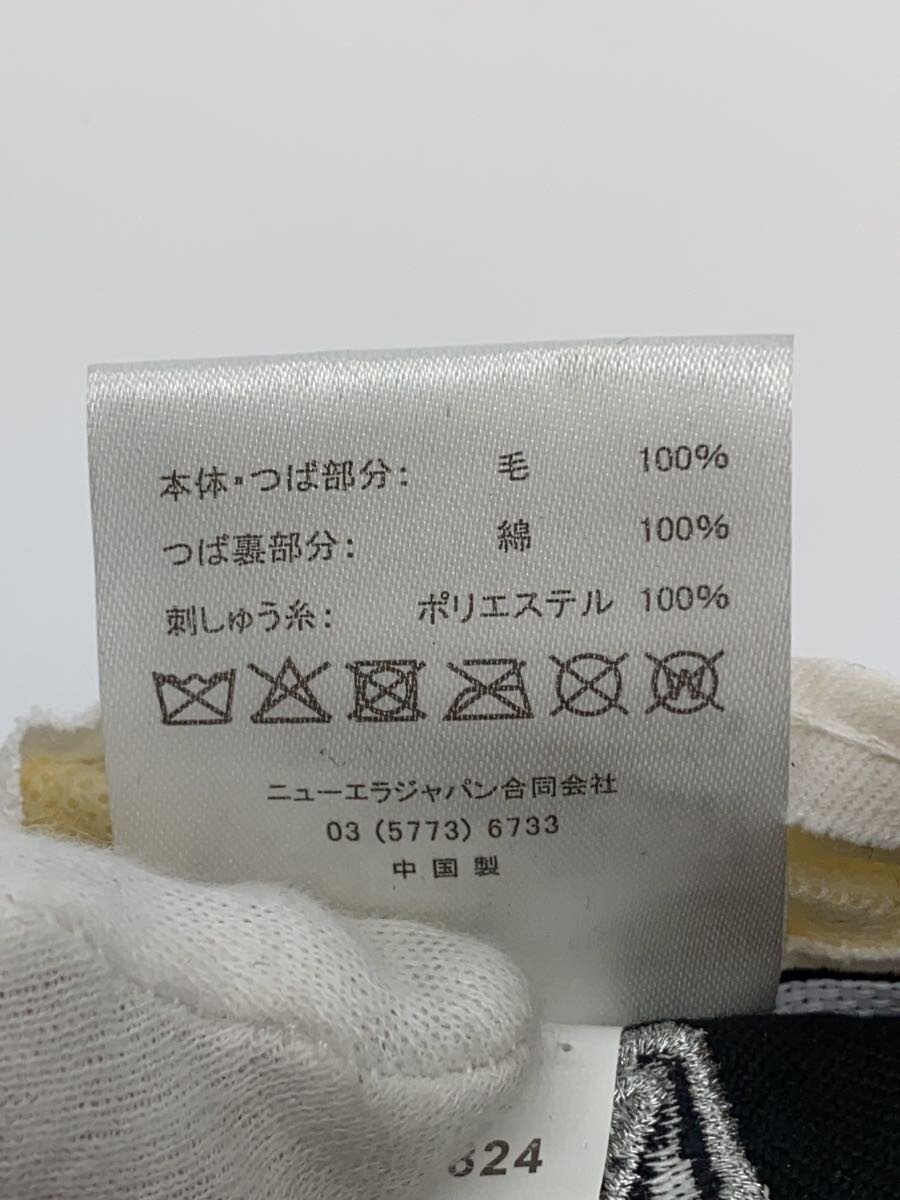 本体・つば部分: 毛 100%
つば裏部分: 綿 100%
刺しゅう糸: ポリエステル 100%
W
ニューエラジャパン合同会社
03 (5773) 6733
中国製
824